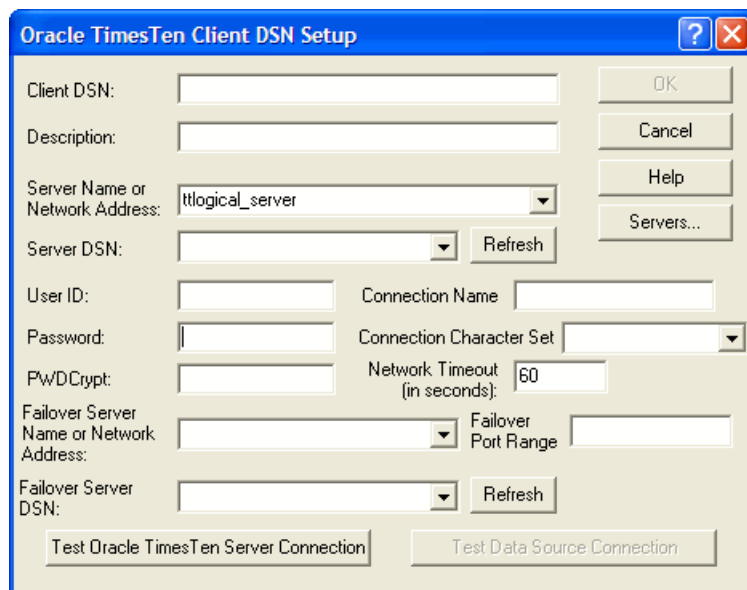 Oracle TimesTen Client DSN Setup
Client DSN:
OK
Description:
Cancel
Server Name or
Network Address:
ttlogical_server
Help
Servers...
Server DSN:
Refresh
User ID:
Connection Name
Password:
Connection Character Set
PWDCrypt:
Network Timeout
(in seconds):
60
Failover Server
Name or Network
Address:
Failover
Port Range
Failover Server
DSN:
Refresh
Test Oracle TimesTen Server Connection
Test Data Source Connection